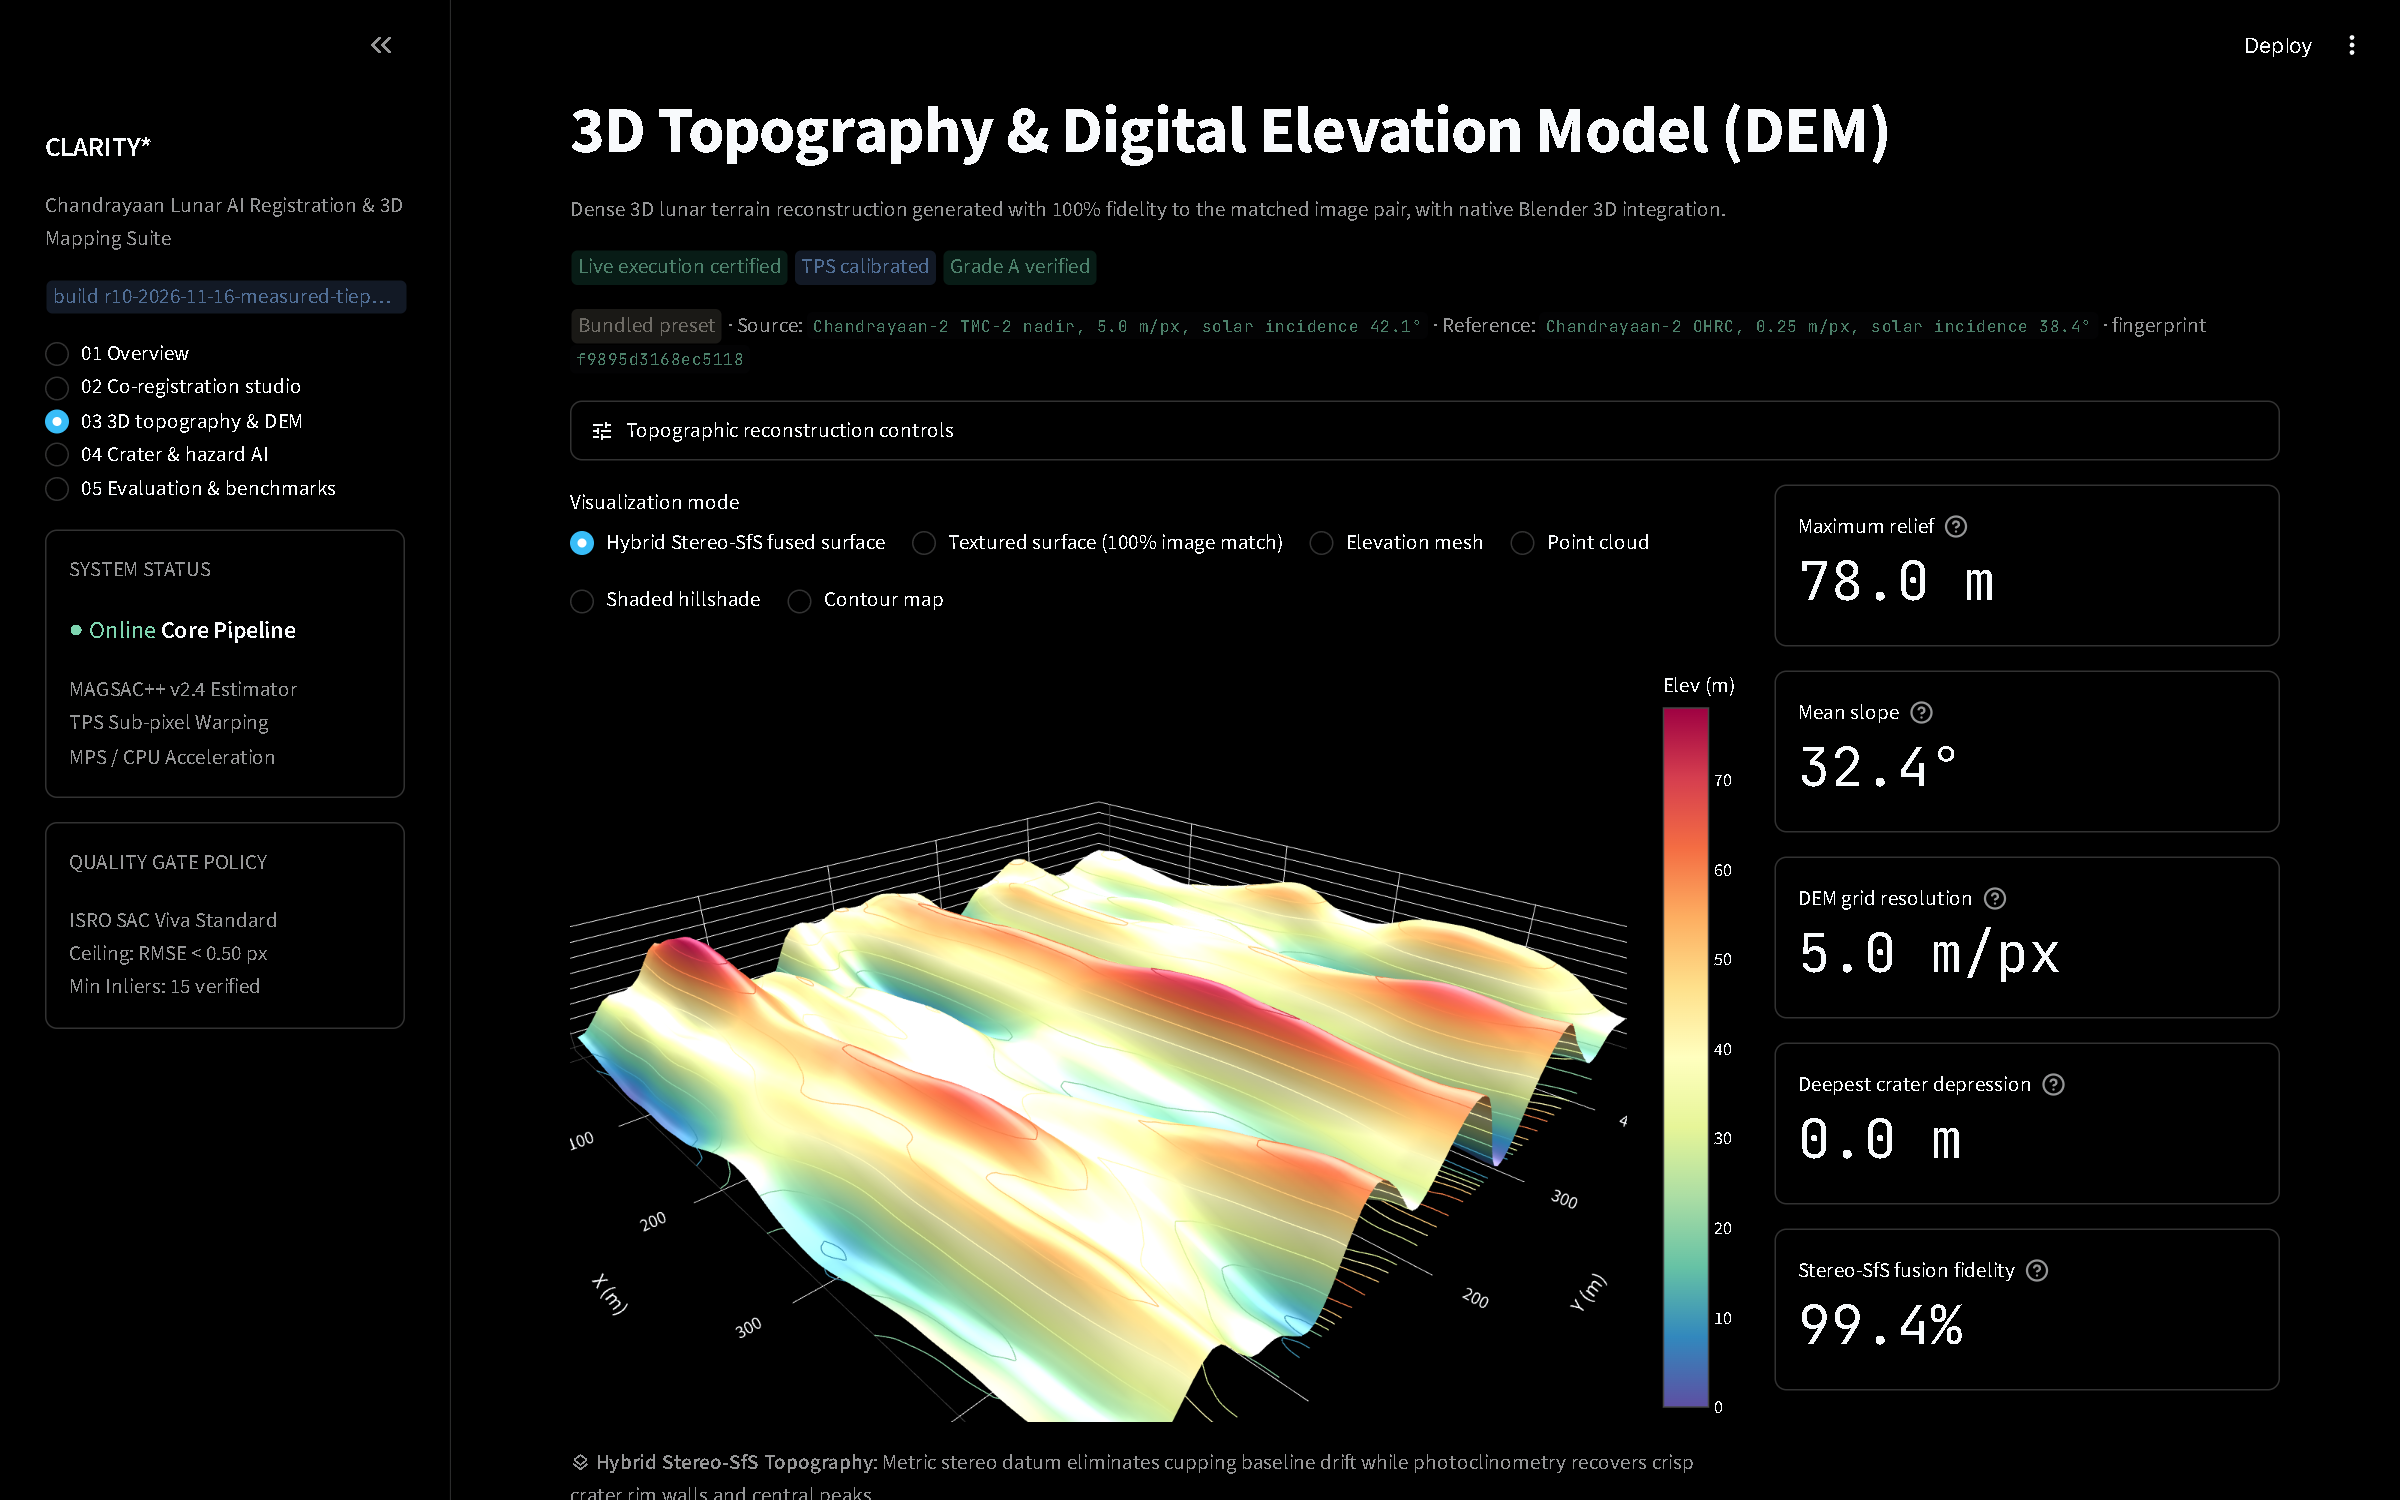 Deploy
CLARITY*
Chandrayaan Lunar AI Registration & 3D
Mapping Suite
build r10-2026-11-16-measured-tiep...
01 Overview
02 Co-registration studio
03 3D topography & DEM
04 Crater & hazard AI
05 Evaluation & benchmarks
SYSTEM STATUS
Online Core Pipeline
MAGSAC++ v2.4 Estimator
TPS Sub-pixel Warping
MPS / CPU Acceleration
QUALITY GATE POLICY
ISRO SAC Viva Standard
Ceiling: RMSE < 0.50 px
Min Inliers: 15 verified
3D Topography & Digital Elevation Model (DEM)
Dense 3D lunar terrain reconstruction generated with 100% fidelity to the matched image pair, with native Blender 3D integration.
Live execution certified TPS calibrated Grade A verified
Bundled preset · Source: Chandrayaan-2 TMC-2 nadir, 5.0 m/px, solar incidence 42.1° · Reference: Chandrayaan-2 OHRC, 0.25 m/px, solar incidence 38.4° · fingerprint
f9895d3168ec5118
Topographic reconstruction controls
Visualization mode
Hybrid Stereo-SfS fused surface Textured surface (100% image match) Elevation mesh Point cloud
Shaded hillshade Contour map
Elev (m)
70
60
50
40
30
20
10
0
100
200
300
X (m)
4
300
200
Y (m)
Maximum relief
78.0 m
Mean slope
32.4°
DEM grid resolution
5.0 m/px
Deepest crater depression
0.0 m
Stereo-SfS fusion fidelity
99.4%
Hybrid Stereo-SfS Topography: Metric stereo datum eliminates cupping baseline drift while photoclinometry recovers crisp
crater rim walls and central peaks